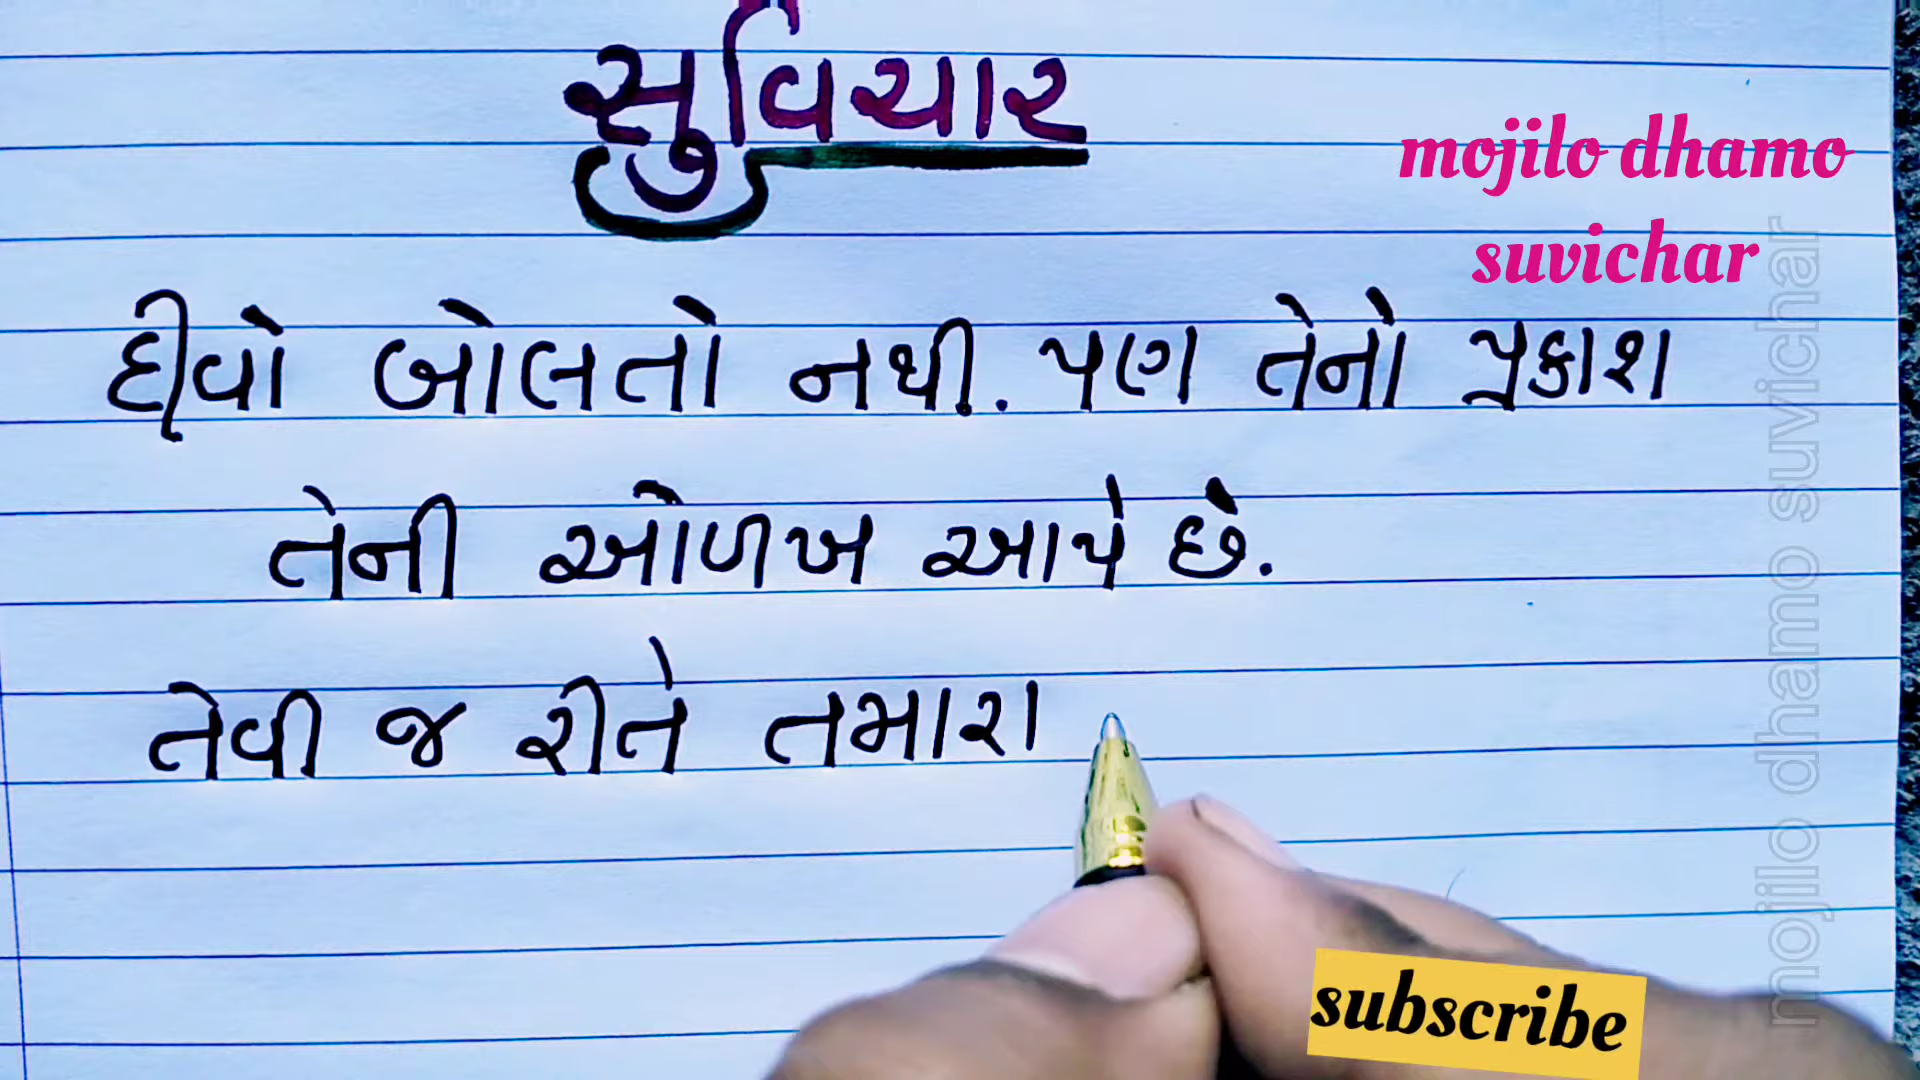 સુવિચાર
mojilo dhamo
suvichar
દીવો બોલતો નથી. પણ તેનો પ્રકાશ
તેની ઓળખ આપે છે.
તેવી જ રીતે તમારા
mojilo dhamo suvichar
subscribe